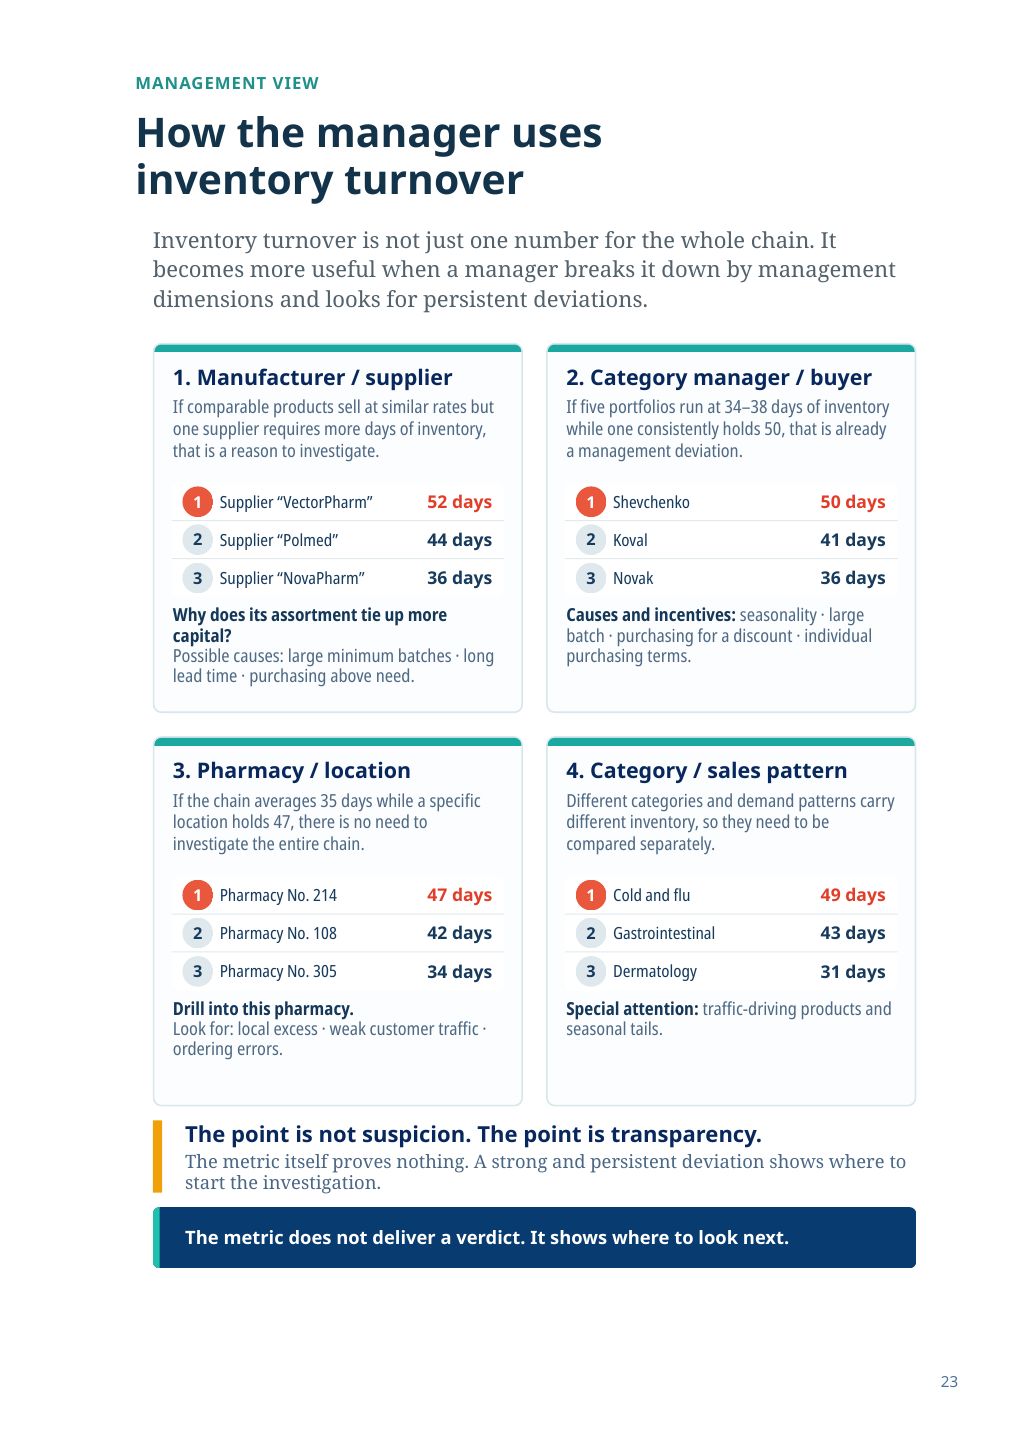 MANAGEMENT VIEW
How the manager uses
inventory turnover
Inventory turnover is not just one number for the whole chain. It
becomes more useful when a manager breaks it down by management
dimensions and looks for persistent deviations.
1. Manufacturer / supplier
If comparable products sell at similar rates but
one supplier requires more days of inventory,
that is a reason to investigate.
1 Supplier “VectorPharm” 52 days
2 Supplier “Polmed” 44 days
3 Supplier “NovaPharm” 36 days
Why does its assortment tie up more
capital?
Possible causes: large minimum batches · long
lead time · purchasing above need.
2. Category manager / buyer
If five portfolios run at 34–38 days of inventory
while one consistently holds 50, that is already
a management deviation.
1 Shevchenko 50 days
2 Koval 41 days
3 Novak 36 days
Causes and incentives: seasonality · large
batch · purchasing for a discount · individual
purchasing terms.
3. Pharmacy / location
If the chain averages 35 days while a specific
location holds 47, there is no need to
investigate the entire chain.
1 Pharmacy No. 214 47 days
2 Pharmacy No. 108 42 days
3 Pharmacy No. 305 34 days
Drill into this pharmacy.
Look for: local excess · weak customer traffic ·
ordering errors.
4. Category / sales pattern
Different categories and demand patterns carry
different inventory, so they need to be
compared separately.
1 Cold and flu 49 days
2 Gastrointestinal 43 days
3 Dermatology 31 days
Special attention: traffic-driving products and
seasonal tails.
The point is not suspicion. The point is transparency.
The metric itself proves nothing. A strong and persistent deviation shows where to
start the investigation.
The metric does not deliver a verdict. It shows where to look next.
23